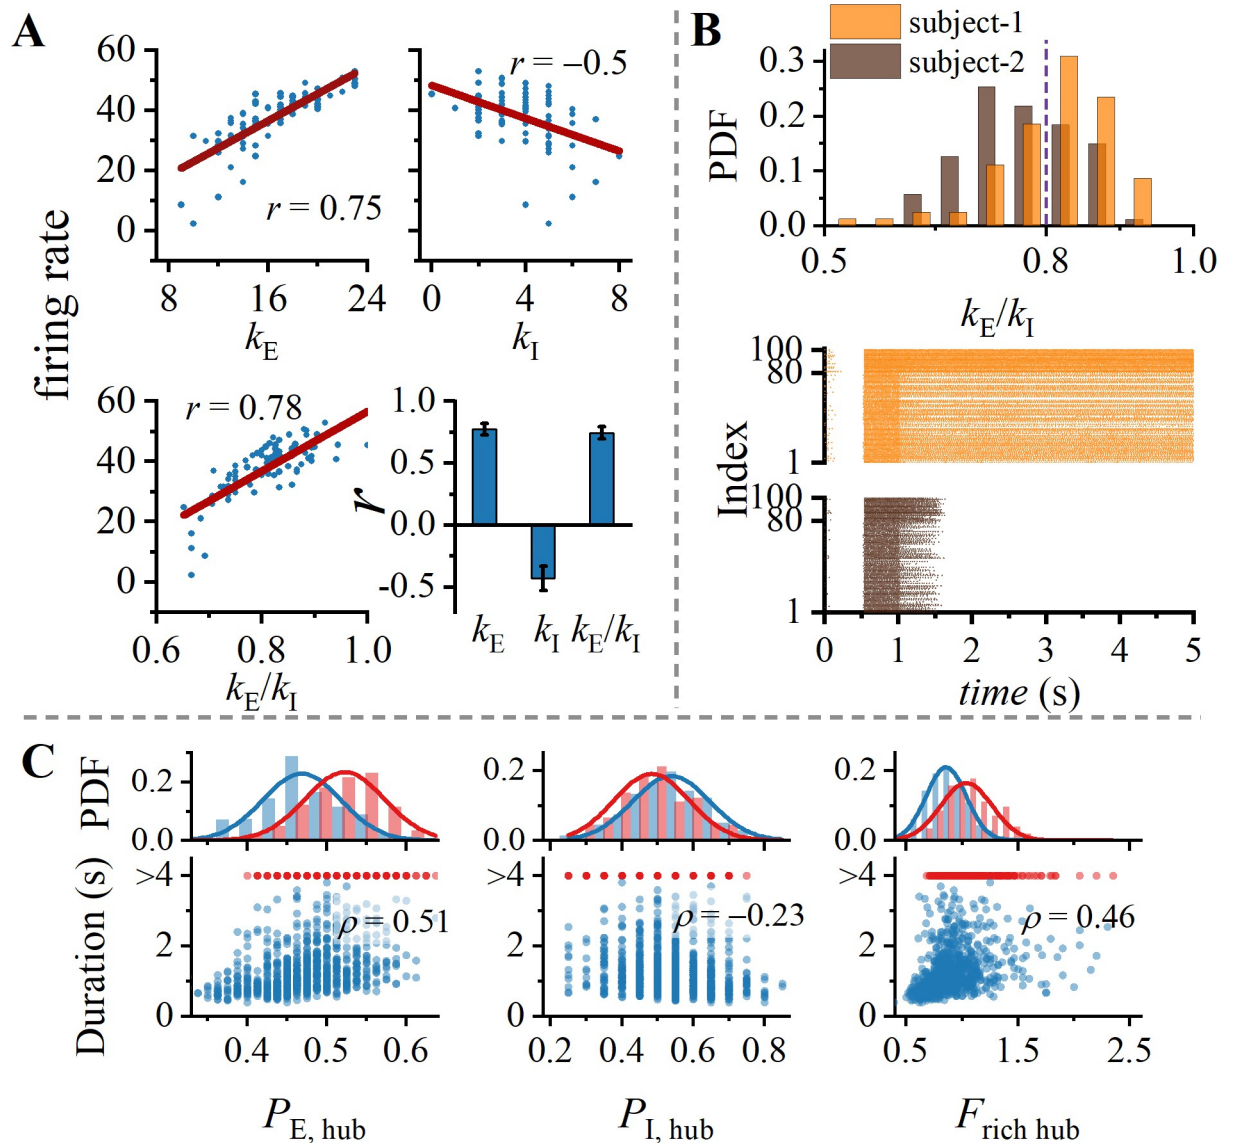 A
firing rate
60
40
20
0
r = 0.75
8 16 24
kE
r = –0.5
0 4 8
kI
60
40
20
0
r = 0.78
0.6 0.8 1.0
kE/kI
r
1.0
0.5
0.0
-0.5
kE kI kE/kI
B
subject-1
subject-2
PDF
0.3
0.2
0.1
0.0
0.5 0.8 1.0
kE/kI
Index
100
80
1
100
80
1
0 1 2 3 4 5
time (s)
C
PDF
0.2
0.0
0.2
0.0
0.2
0.0
Duration (s)
>4
2
0
ρ = 0.51
0.4 0.5 0.6
PE, hub
>4
2
0
ρ = –0.23
0.2 0.4 0.6 0.8
PI, hub
>4
2
0
ρ = 0.46
0.5 1.5 2.5
Frich hub